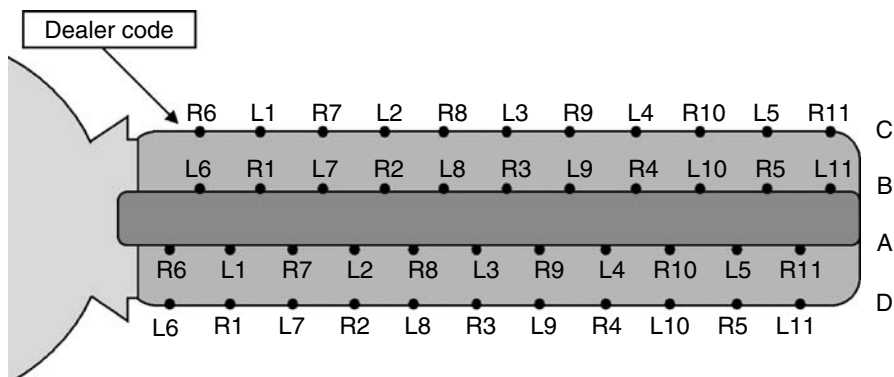 Dealer code
R6 L1 R7 L2 R8 L3 R9 L4 R10 L5 R11 C
L6 R1 L7 R2 L8 R3 L9 R4 L10 R5 L11 B
A
R6 L1 R7 L2 R8 L3 R9 L4 R10 L5 R11
D
L6 R1 L7 R2 L8 R3 L9 R4 L10 R5 L11